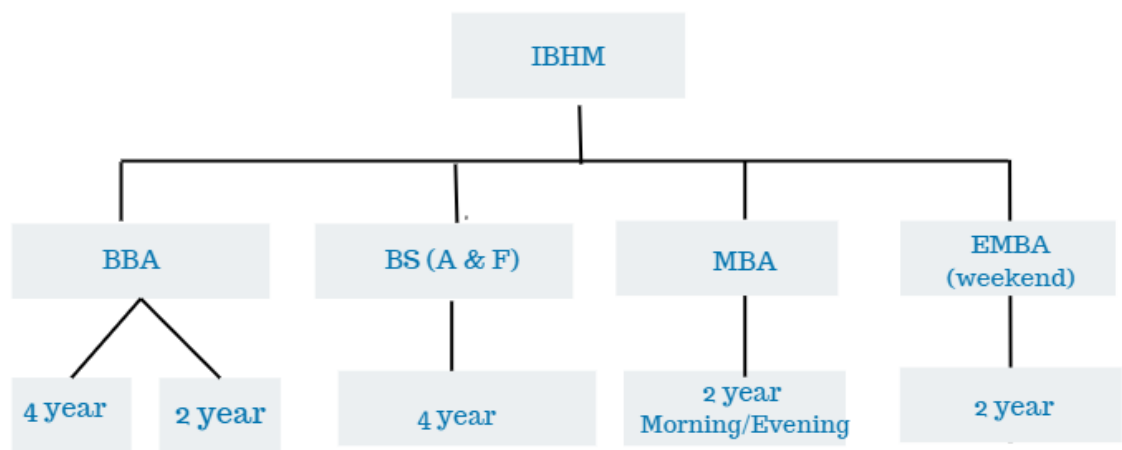 IBHM
BBA
BS (A & F)
MBA
EMBA
(weekend)
4 year
2 year
4 year
2 year
Morning/Evening
2 year